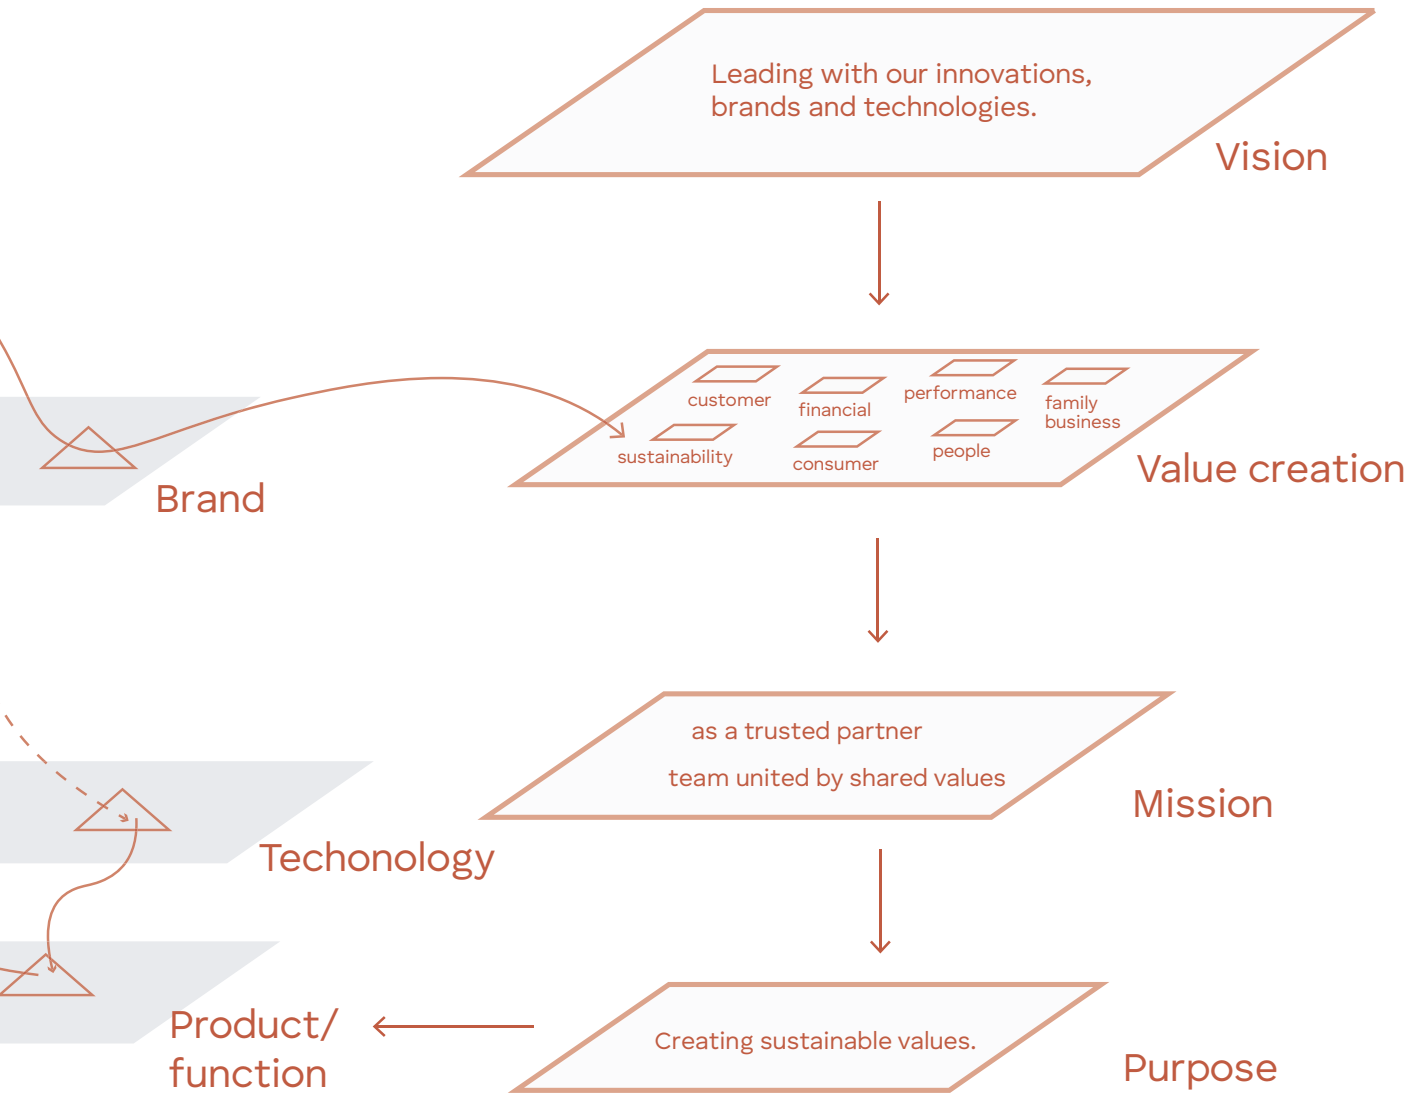 Leading with our innovations,
brands and technologies.
Vision
customer
financial
performance
family
business
sustainability
consumer
people
Value creation
Brand
as a trusted partner
team united by shared values
Mission
Techonology
Creating sustainable values.
Product/
function
Purpose